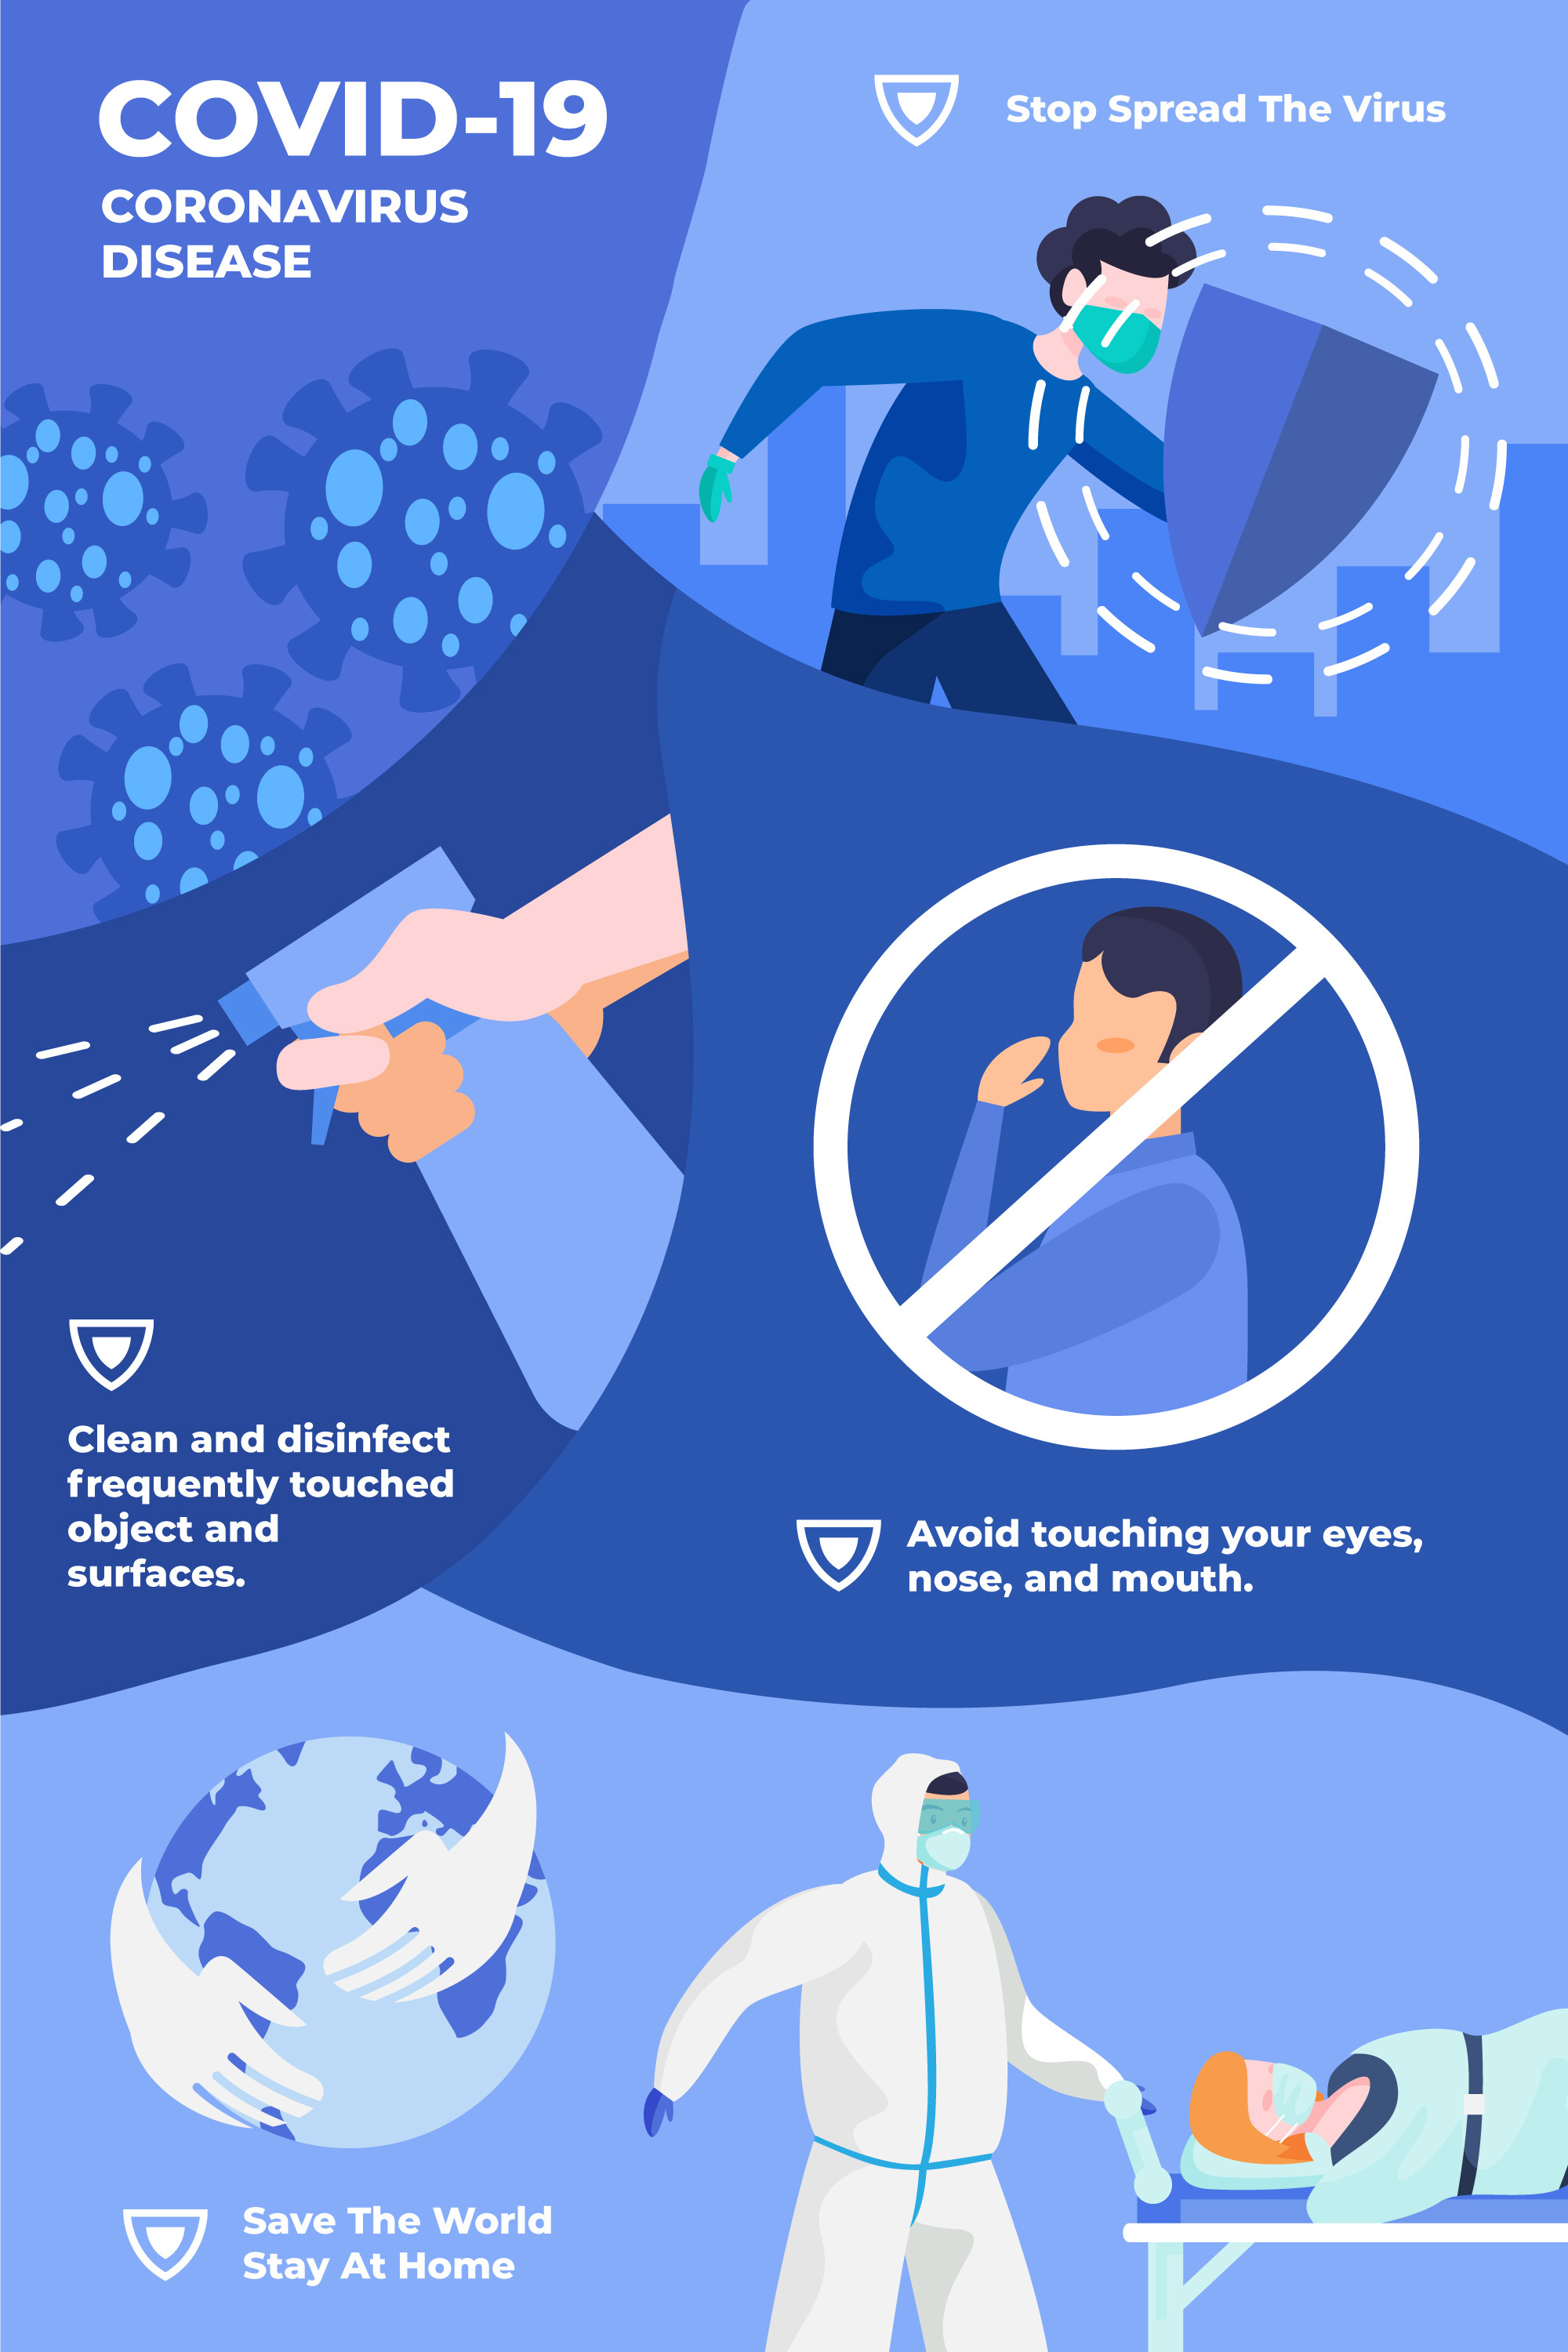 COVID-19
CORONAVIRUS
DISEASE
Stop Spread The Virus
Clean and disinfect
frequently touched
object and
surfaces.
Avoid touching your eyes,
nose, and mouth.
Save The World
Stay At Home